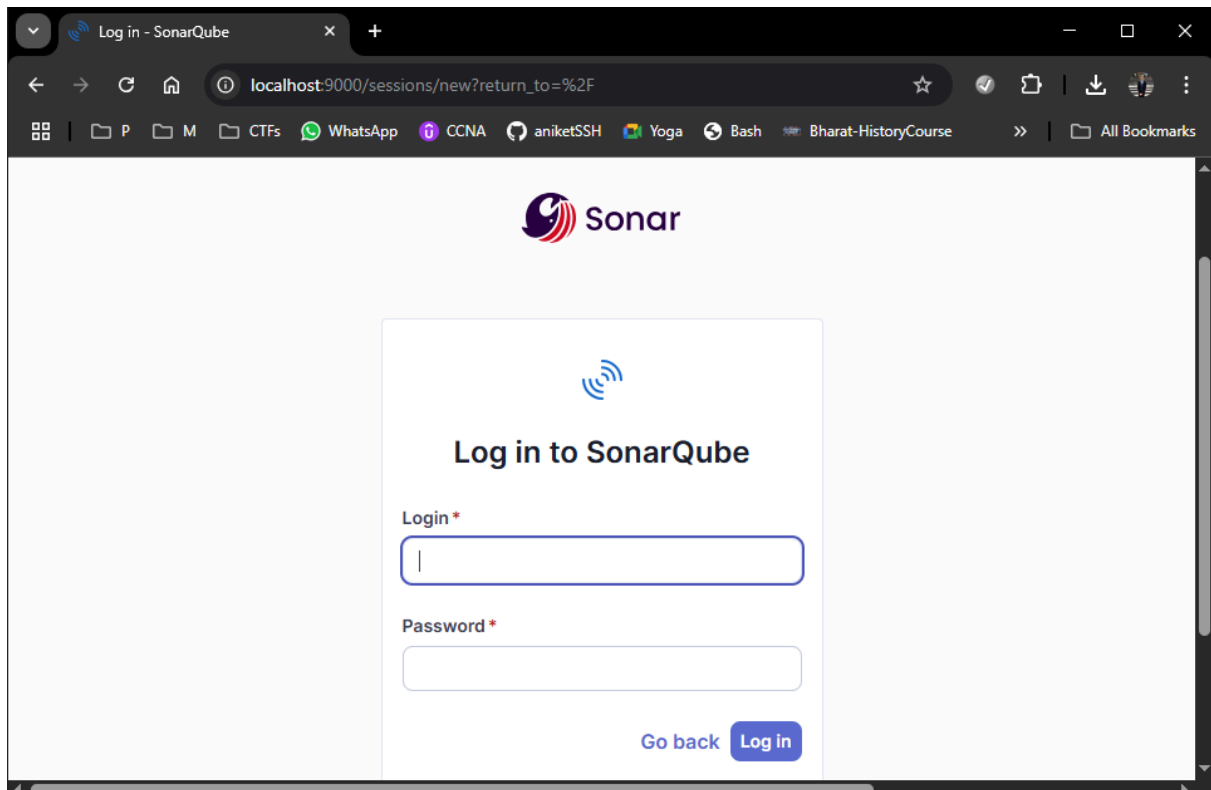 Log in - SonarQube
localhost:9000/sessions/new?return_to=%2F
P M CTFs WhatsApp CCNA aniketSSH Yoga Bash Bharat-HistoryCourse » All Bookmarks
Sonar
Log in to SonarQube
Login *
Password *
Go back Log in